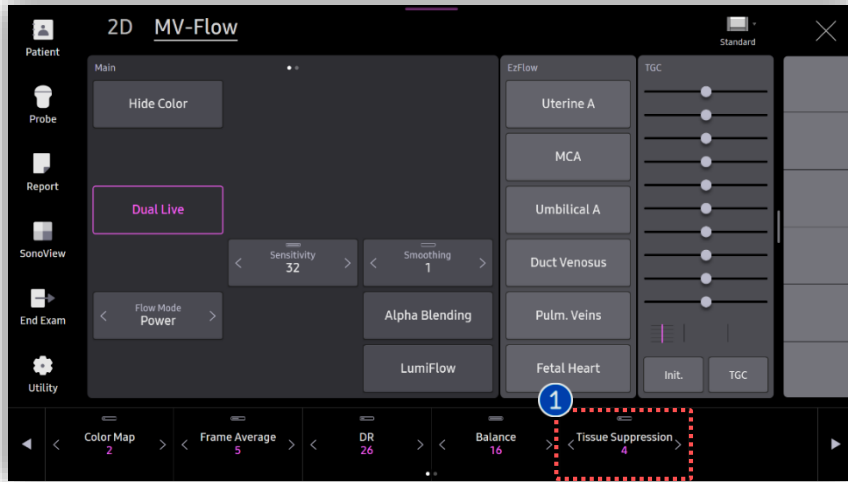 2D MV-Flow
Standard
Patient
Probe
Report
SonoView
End Exam
Utility
Main
Hide Color
Dual Live
Sensitivity
32
Smoothing
1
Flow Mode
Power
Alpha Blending
LumiFlow
EzFlow
Uterine A
MCA
Umbilical A
Duct Venosus
Pulm. Veins
Fetal Heart
TGC
Init.
TGC
1
Color Map
2
Frame Average
5
DR
26
Balance
16
Tissue Suppression
4